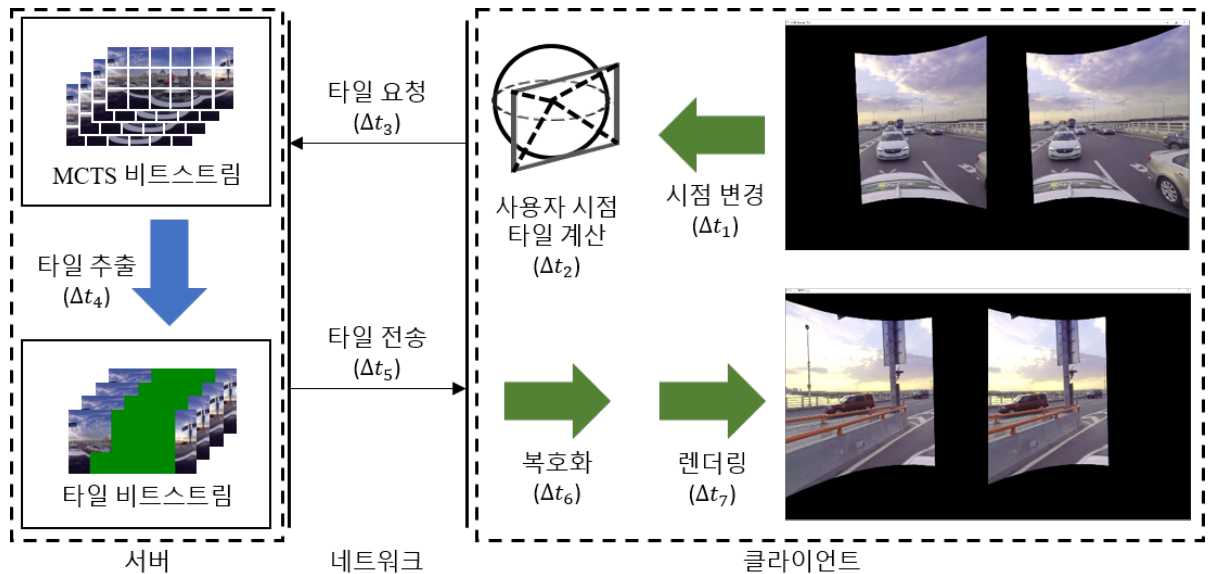 MCTS 비트스트림
타일 추출
(Δt₄)
타일 비트스트림
서버
타일 요청
(Δt₃)
타일 전송
(Δt₅)
네트워크
사용자 시점
타일 계산
(Δt₂)
시점 변경
(Δt₁)
복호화
(Δt₆)
렌더링
(Δt₇)
클라이언트